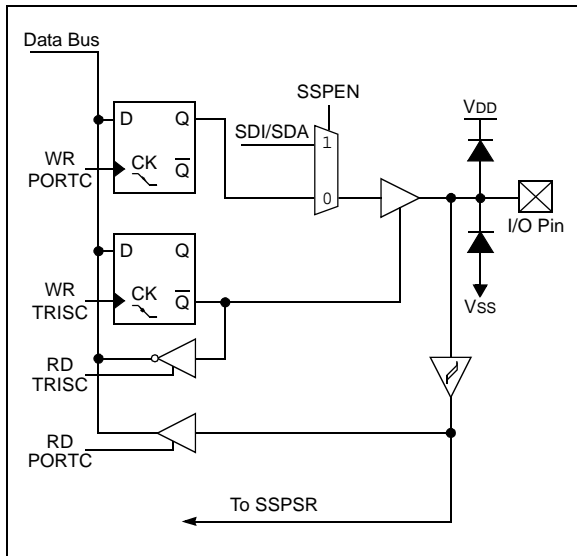 Data Bus
SSPEN
VDD
D Q
SDI/SDA
1
WR
PORTC
CK
Q
0
I/O Pin
D Q
VSS
WR
TRISC
CK
Q
RD
TRISC
RD
PORTC
To SSPSR